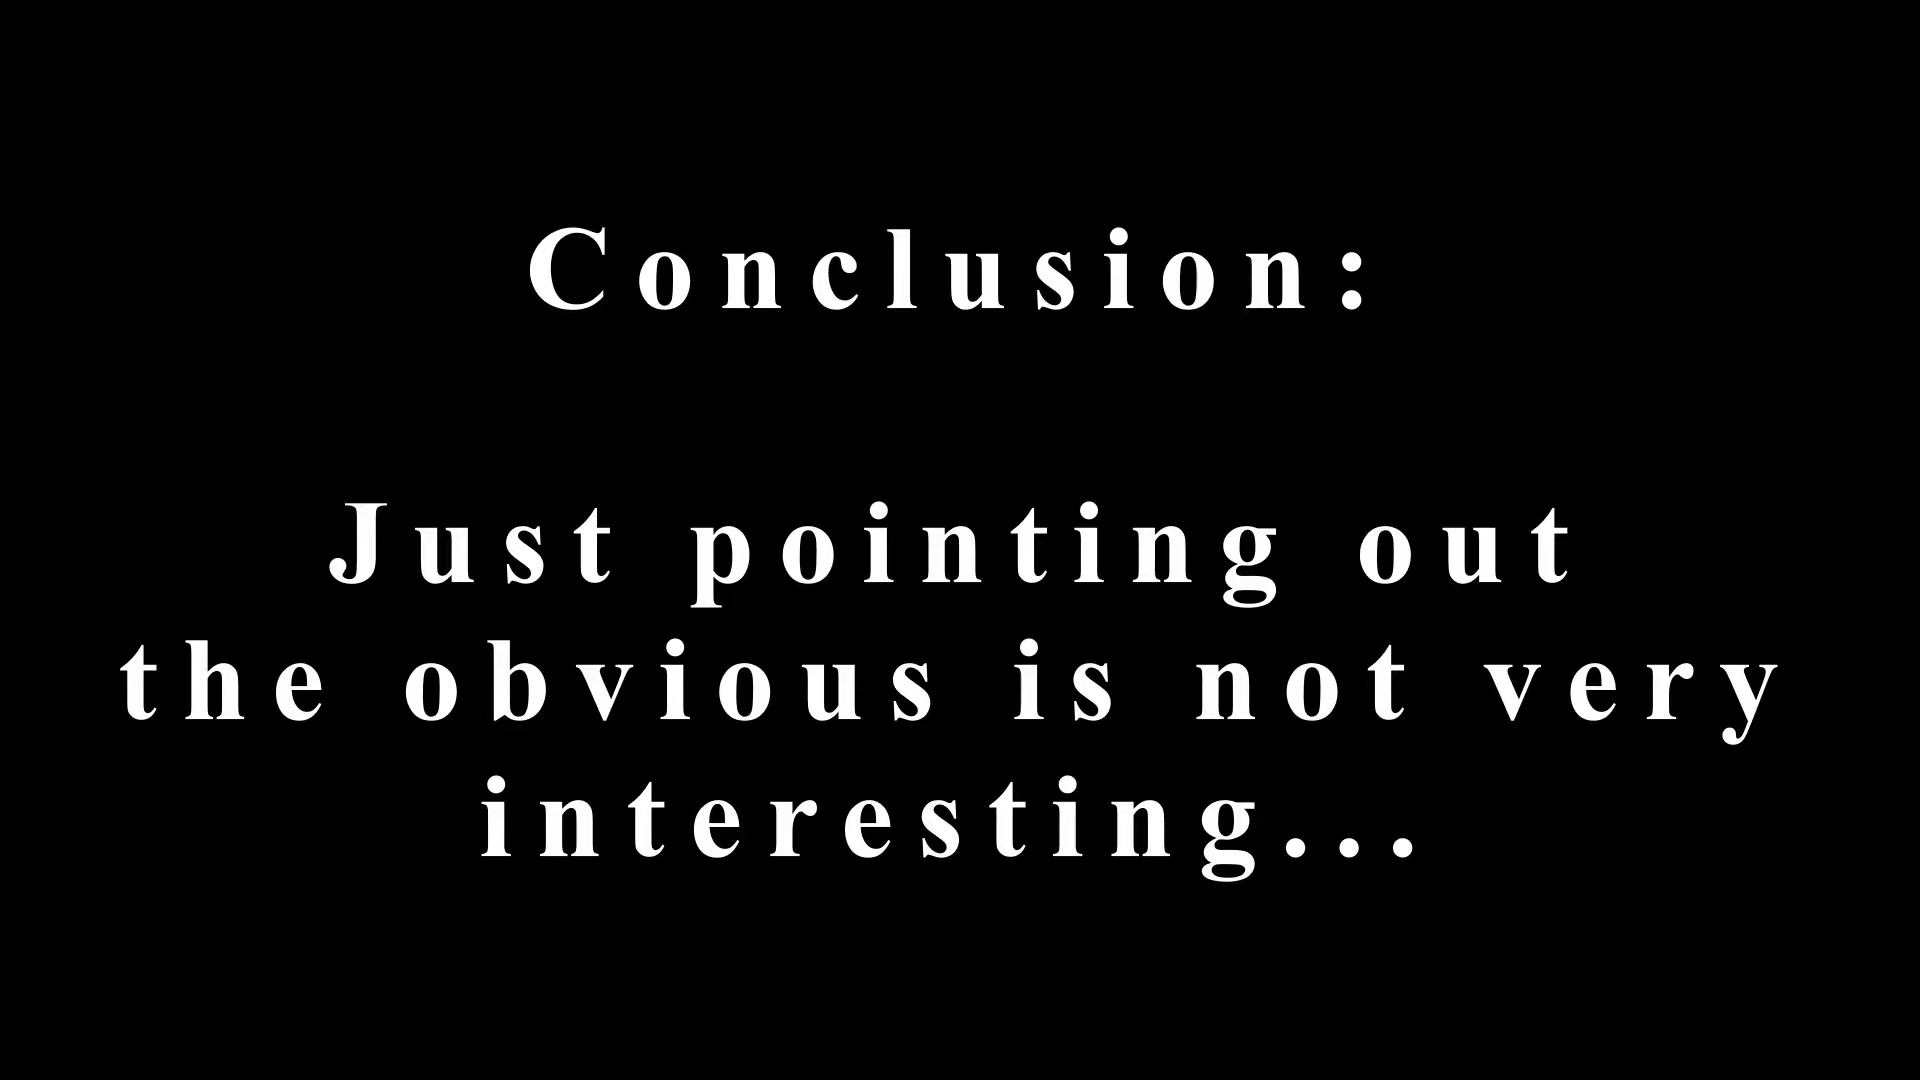 Conclusion:
Just pointing out
the obvious is not very
interesting...